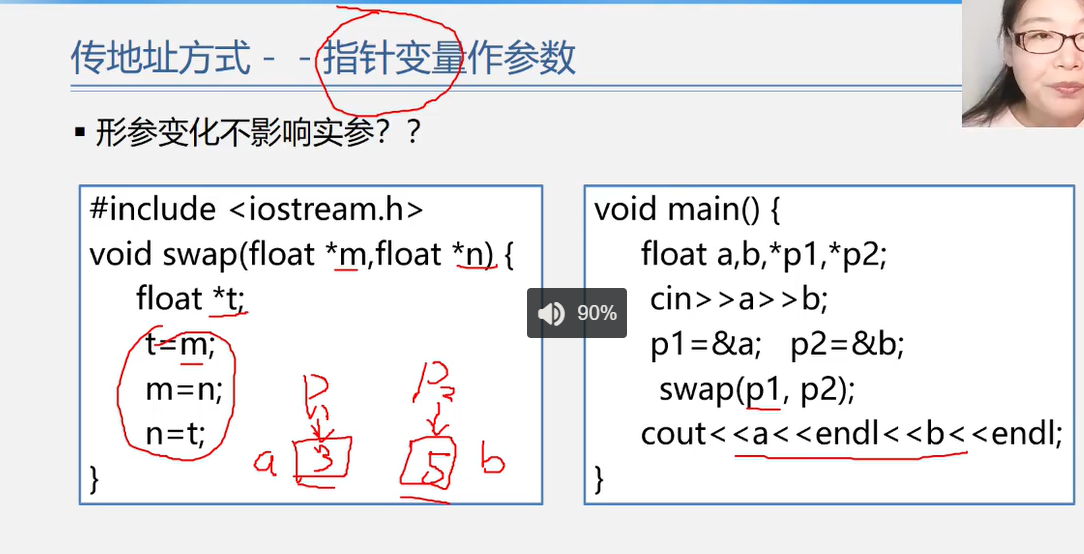 传地址方式 - - 指针变量作参数
▪ 形参变化不影响实参？？
#include <iostream.h>
void swap(float *m,float *n) {
float *t;
t=m;
m=n;
n=t;
}
P1
P2
a 3
5 b
90%
void main() {
float a,b,*p1,*p2;
cin>>a>>b;
p1=&a; p2=&b;
swap(p1, p2);
cout<<a<<endl<<b<<endl;
}